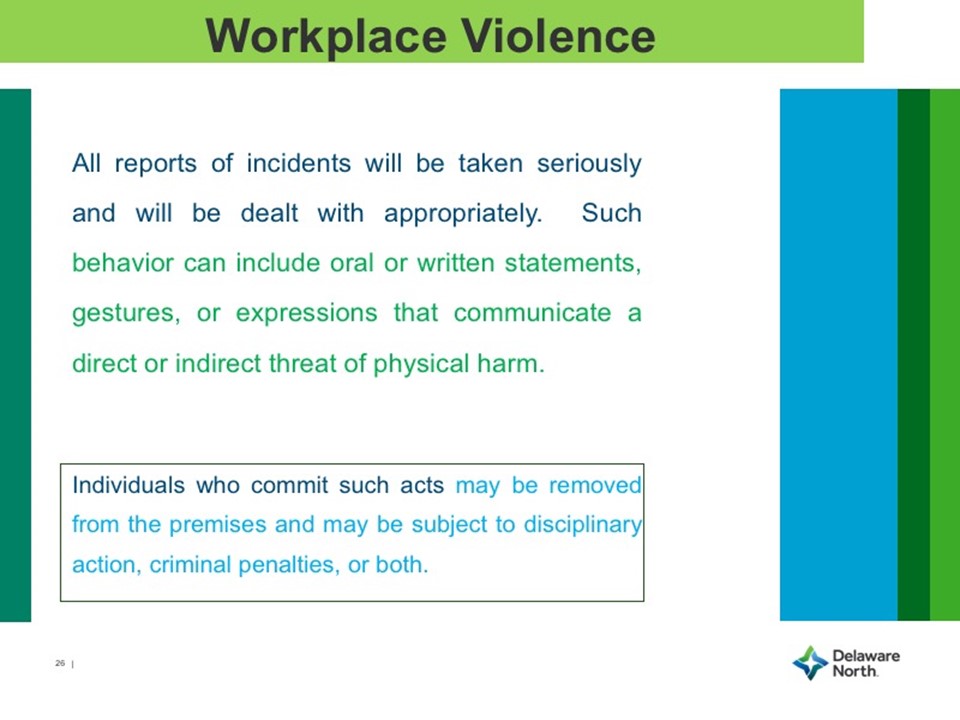 Workplace Violence
All reports of incidents will be taken seriously
and will be dealt with appropriately. Such
behavior can include oral or written statements,
gestures, or expressions that communicate a
direct or indirect threat of physical harm.
Individuals who commit such acts may be removed
from the premises and may be subject to disciplinary
action, criminal penalties, or both.
26 |
Delaware
North.